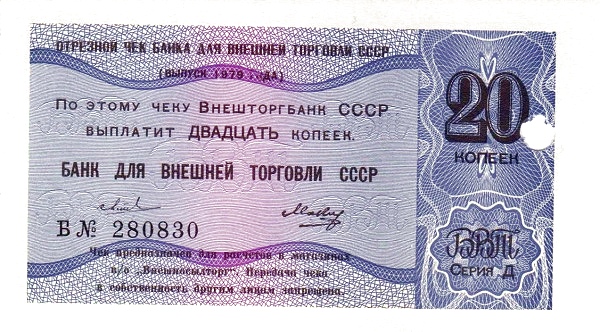 ОТРЕЗНОЙ ЧЕК БАНКА ДЛЯ ВНЕШНЕЙ ТОРГОВЛИ СССР
(ВЫПУСК 1979 ГОДА)
ПО ЭТОМУ ЧЕКУ ВНЕШТОРГБАНК СССР
ВЫПЛАТИТ ДВАДЦАТЬ КОПЕЕК.
БАНК ДЛЯ ВНЕШНЕЙ ТОРГОВЛИ СССР
Б № 280830
Чек предназначен для расчетов в магазинах
в/о "Внешпосылторг". Передача чека
в собственность другим лицам запрещена.
20
КОПЕЕК
БВТ
СЕРИЯ Д